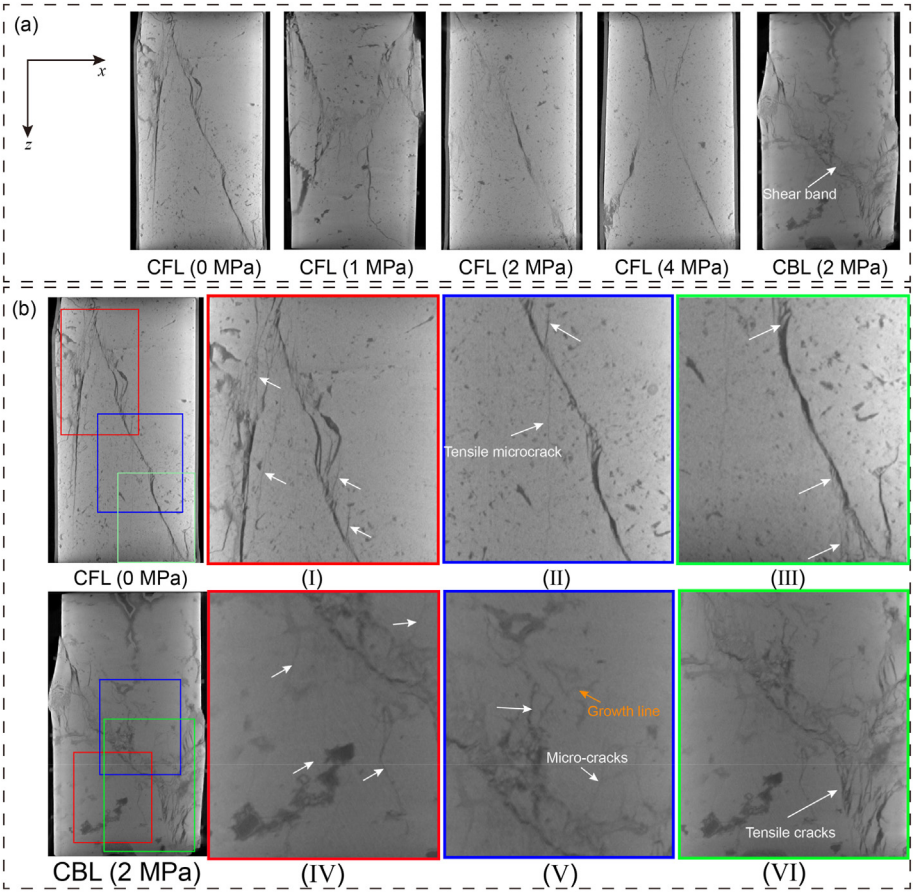 (a)
x
z
Shear band
CFL (0 MPa)
CFL (1 MPa)
CFL (2 MPa)
CFL (4 MPa)
CBL (2 MPa)
(b)
Tensile microcrack
CFL (0 MPa)
(I)
(II)
(III)
Growth line
Micro-cracks
Tensile cracks
CBL (2 MPa)
(IV)
(V)
(VI)